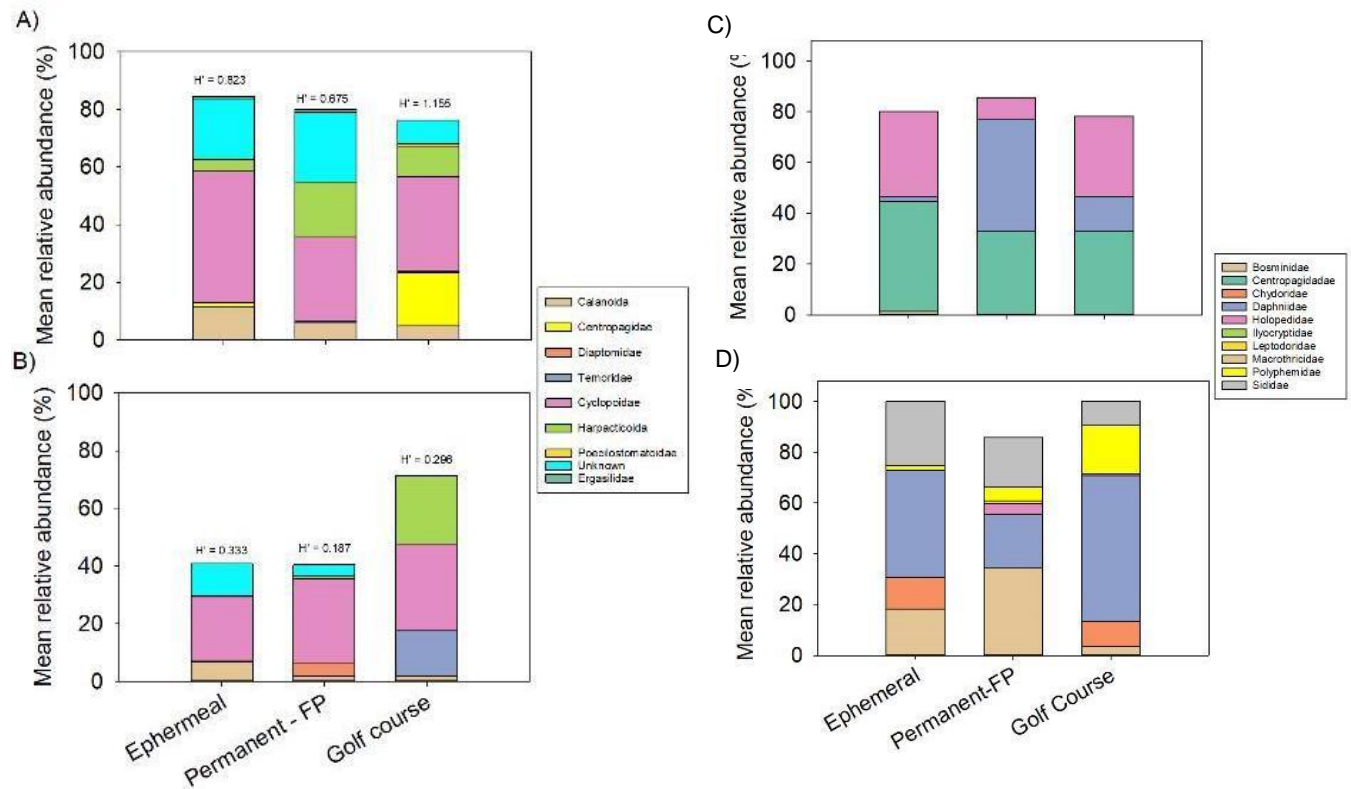 A)
Mean relative abundance (%)
100
80
60
40
20
0
H' = 0.823
H' = 0.675
H' = 1.155
B)
Mean relative abundance (%)
100
80
60
40
20
0
H' = 0.333
H' = 0.187
H' = 0.296
Ephermeal
Permanent - FP
Golf course
Calanoida
Centropagidae
Diaptomidae
Temoridae
Cyclopoidae
Harpacticoida
Poecilostomatoidae
Unknown
Ergasilidae
C)
Mean relative abundance (%
100
80
60
40
20
0
D)
Mean relative abundance (%
100
80
60
40
20
0
Ephemeral
Permanent-FP
Golf Course
Bosminidae
Centropagidadae
Chydoridae
Daphniidae
Holopedidae
Ilyocryptidae
Leptodoridae
Macrothricidae
Polyphemidae
Sididae